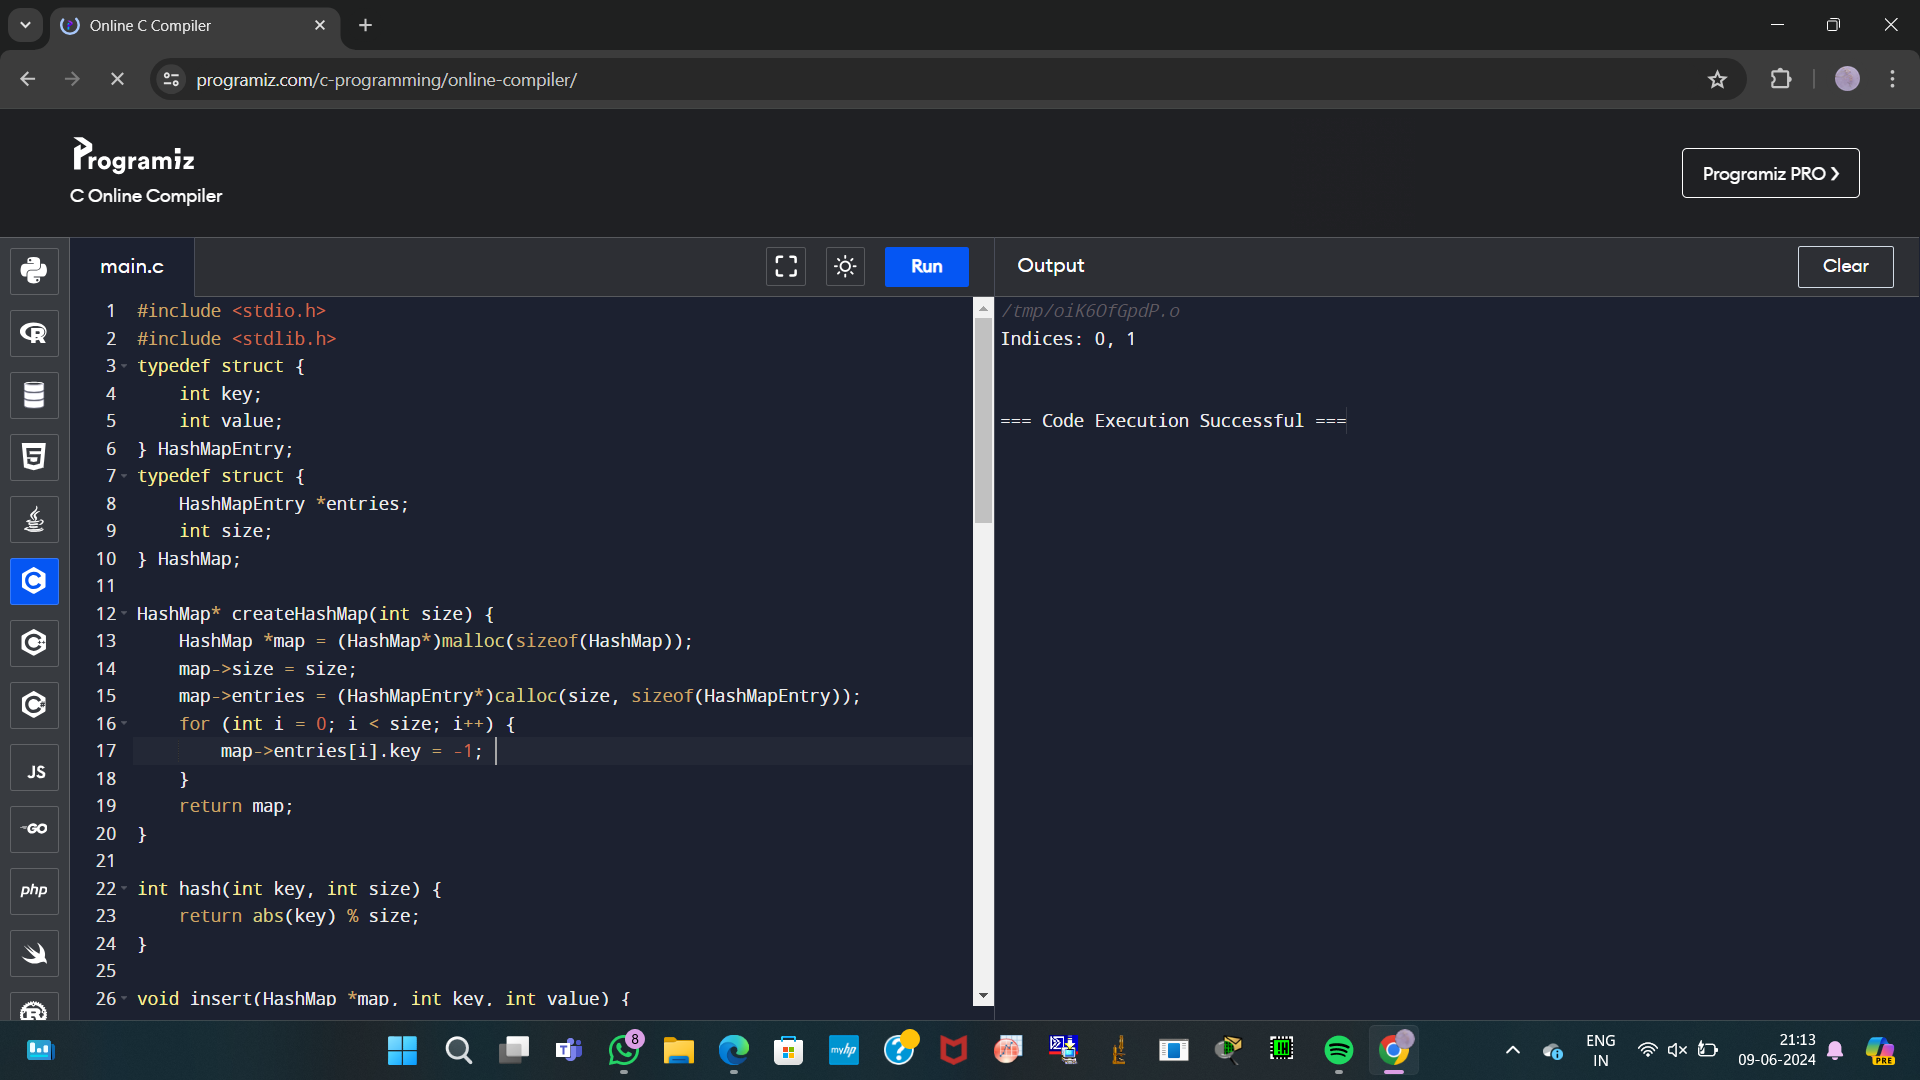 Online C Compiler
programiz.com/c-programming/online-compiler/
Programiz
C Online Compiler
Programiz PRO ❯
main.c
Run
Output
Clear
1 #include <stdio.h>
2 #include <stdlib.h>
3 typedef struct {
4     int key;
5     int value;
6 } HashMapEntry;
7 typedef struct {
8     HashMapEntry *entries;
9     int size;
10 } HashMap;
11
12 HashMap* createHashMap(int size) {
13     HashMap *map = (HashMap*)malloc(sizeof(HashMap));
14     map->size = size;
15     map->entries = (HashMapEntry*)calloc(size, sizeof(HashMapEntry));
16     for (int i = 0; i < size; i++) {
17         map->entries[i].key = -1;
18     }
19     return map;
20 }
21
22 int hash(int key, int size) {
23     return abs(key) % size;
24 }
25
26 void insert(HashMap *map, int key, int value) {
/tmp/oiK6OfGpdP.o
Indices: 0, 1
=== Code Execution Successful ===
JS
GO
php
8
myhp
ENG
IN
21:13
09-06-2024
PRE